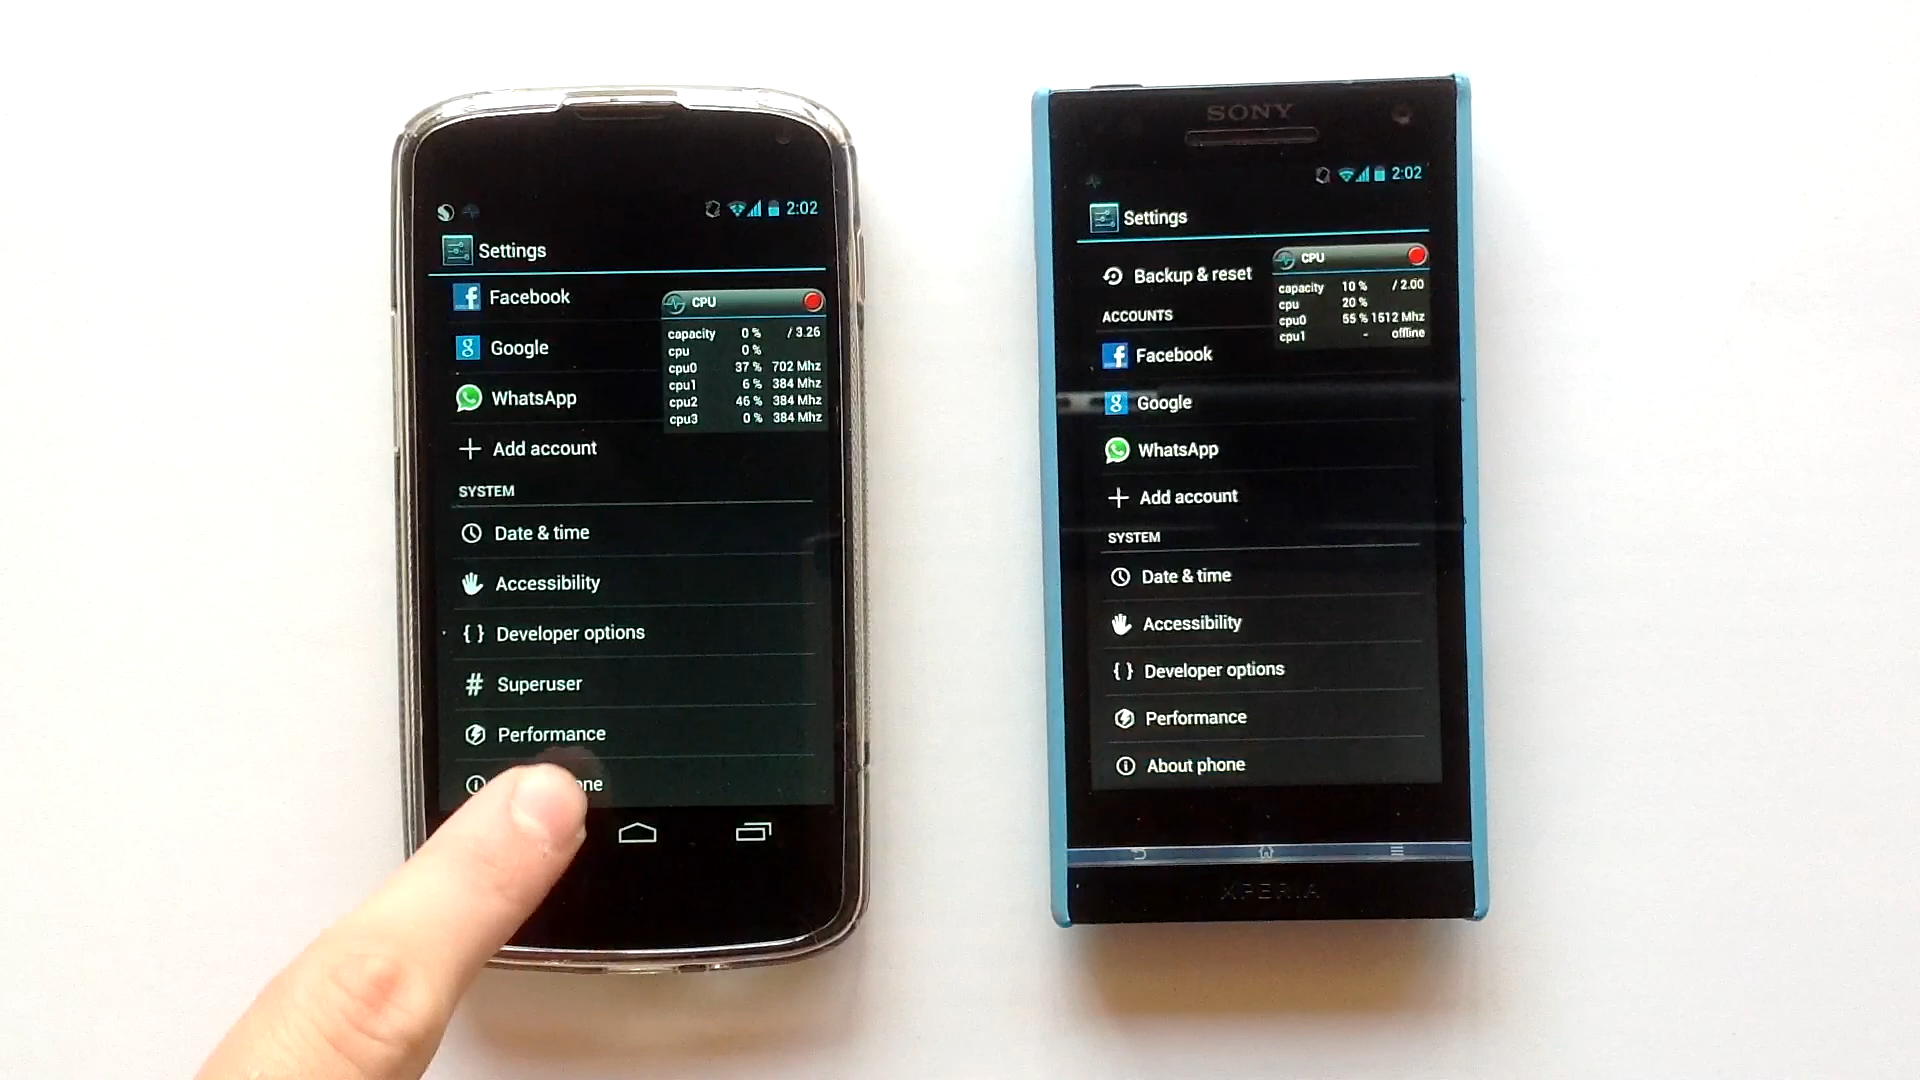 2:02
Settings
Facebook
Google
WhatsApp
Add account
SYSTEM
Date & time
Accessibility
Developer options
Superuser
Performance
ne
CPU
capacity 0 % / 3.26
cpu 0 %
cpu0 37 % 702 Mhz
cpu1 6 % 384 Mhz
cpu2 46 % 384 Mhz
cpu3 0 % 384 Mhz
SONY
2:02
Settings
Backup & reset
ACCOUNTS
Facebook
Google
WhatsApp
Add account
SYSTEM
Date & time
Accessibility
Developer options
Performance
About phone
CPU
capacity 10 % / 2.00
cpu 20 %
cpu0 55 % 1512 Mhz
cpu1 - offline
XPERIA